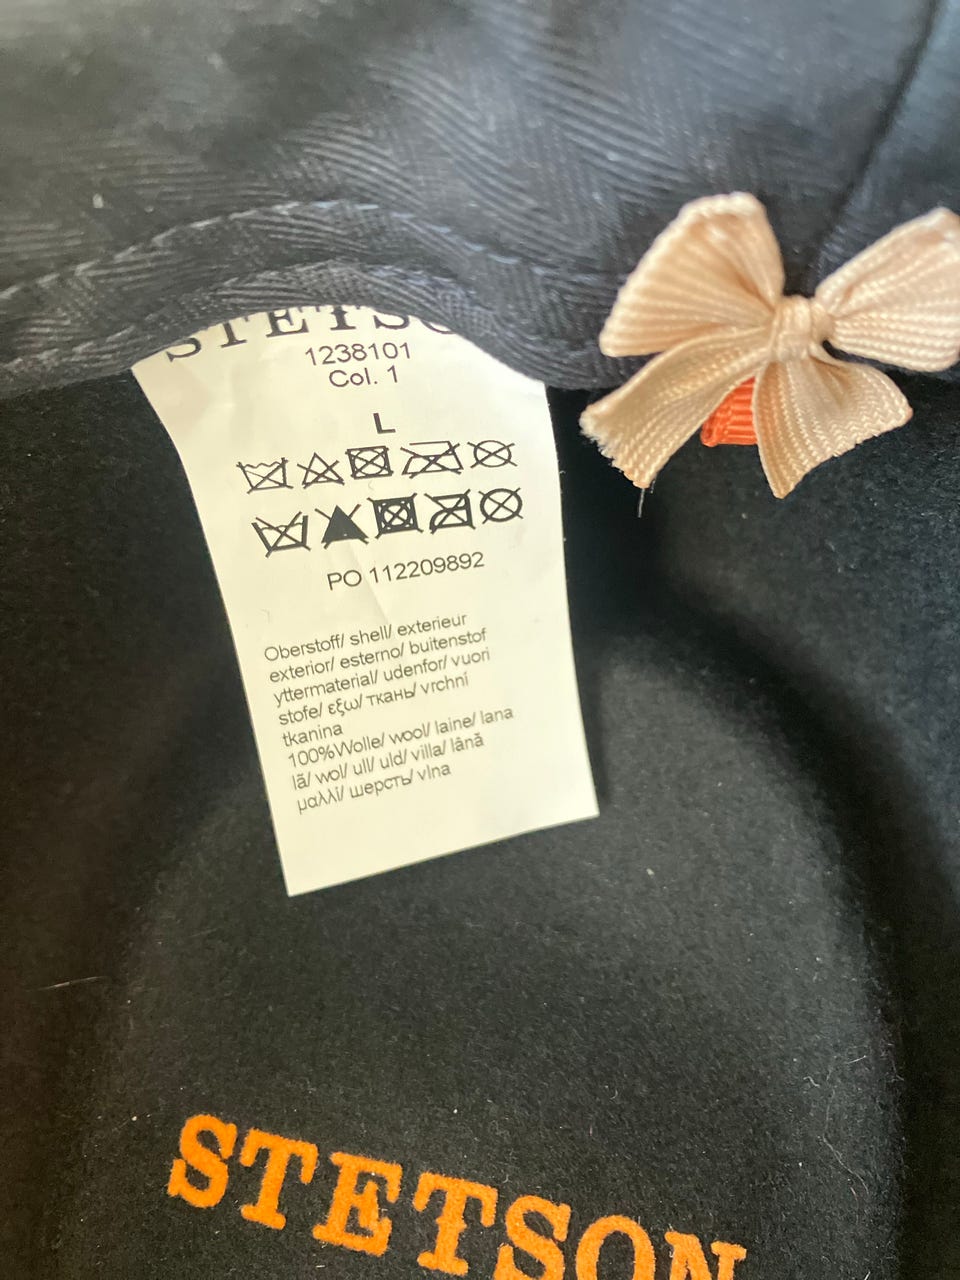 STETSO
1238101
Col. 1
L
PO 112209892
Oberstoff/ shell/ exterieur
exterior/ esterno/ buitenstof
yttermaterial/ udenfor/ vuori
stofe/ εξω/ ткань/ vrchní
tkanina
100%Wolle/ wool/ laine/ lana
lã/ wol/ ull/ uld/ villa/ lână
μαλλί/ шерсть/ vlna
STETSON